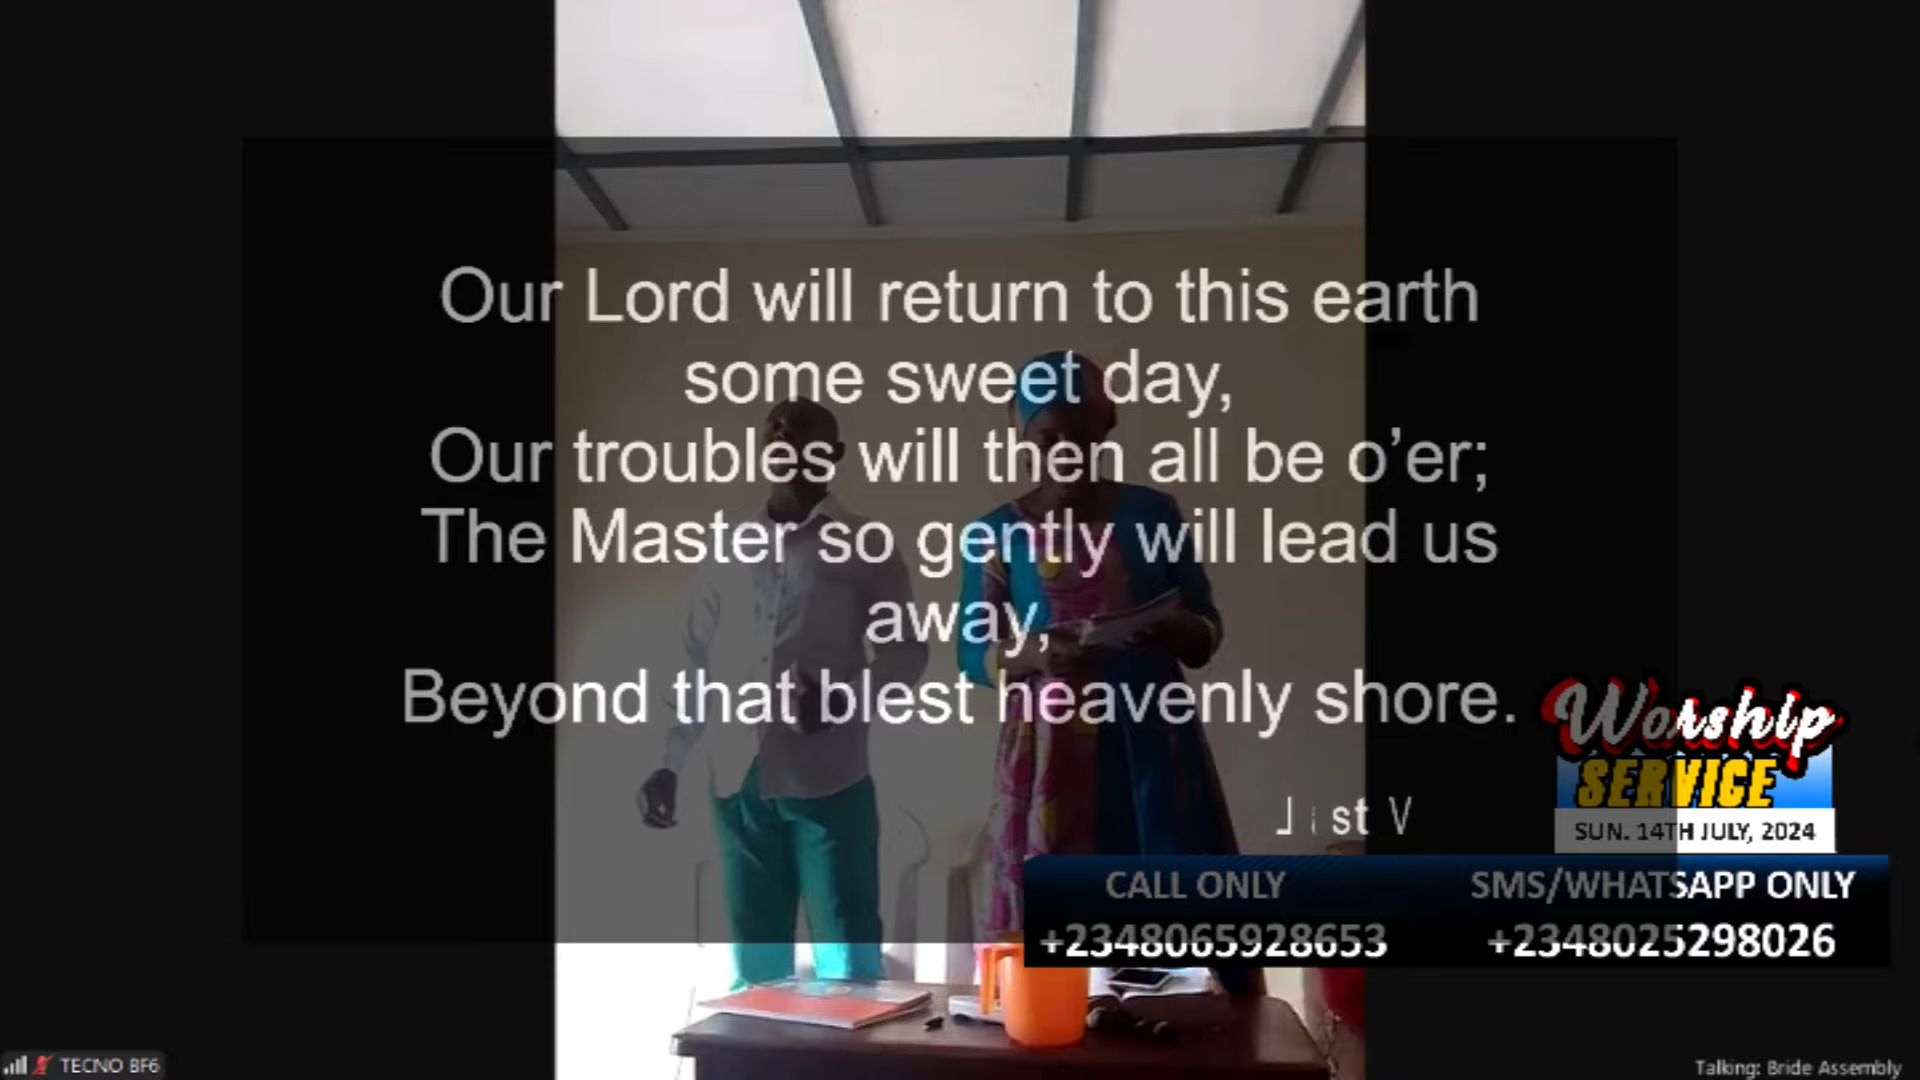 Our Lord will return to this earth
some sweet day,
Our troubles will then all be o’er;
The Master so gently will lead us
away,
Beyond that blest heavenly shore.
Worship
SERVICE
SUN. 14TH JULY, 2024
CALL ONLY
SMS/WHATSAPP ONLY
+2348065928653
+2348025298026
TECNO BF6
Talking: Bride Assembly